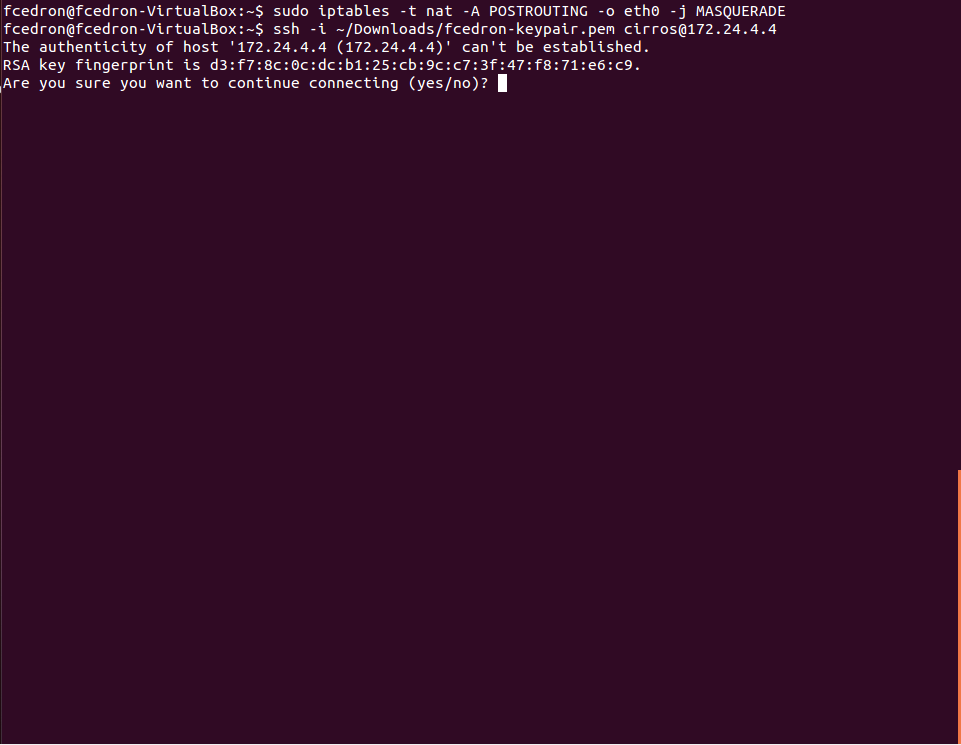 fcedron@fcedron-VirtualBox:~$ sudo iptables -t nat -A POSTROUTING -o eth0 -j MASQUERADE
fcedron@fcedron-VirtualBox:~$ ssh -i ~/Downloads/fcedron-keypair.pem cirros@172.24.4.4
The authenticity of host '172.24.4.4 (172.24.4.4)' can't be established.
RSA key fingerprint is d3:f7:8c:0c:dc:b1:25:cb:9c:c7:3f:47:f8:71:e6:c9.
Are you sure you want to continue connecting (yes/no)?